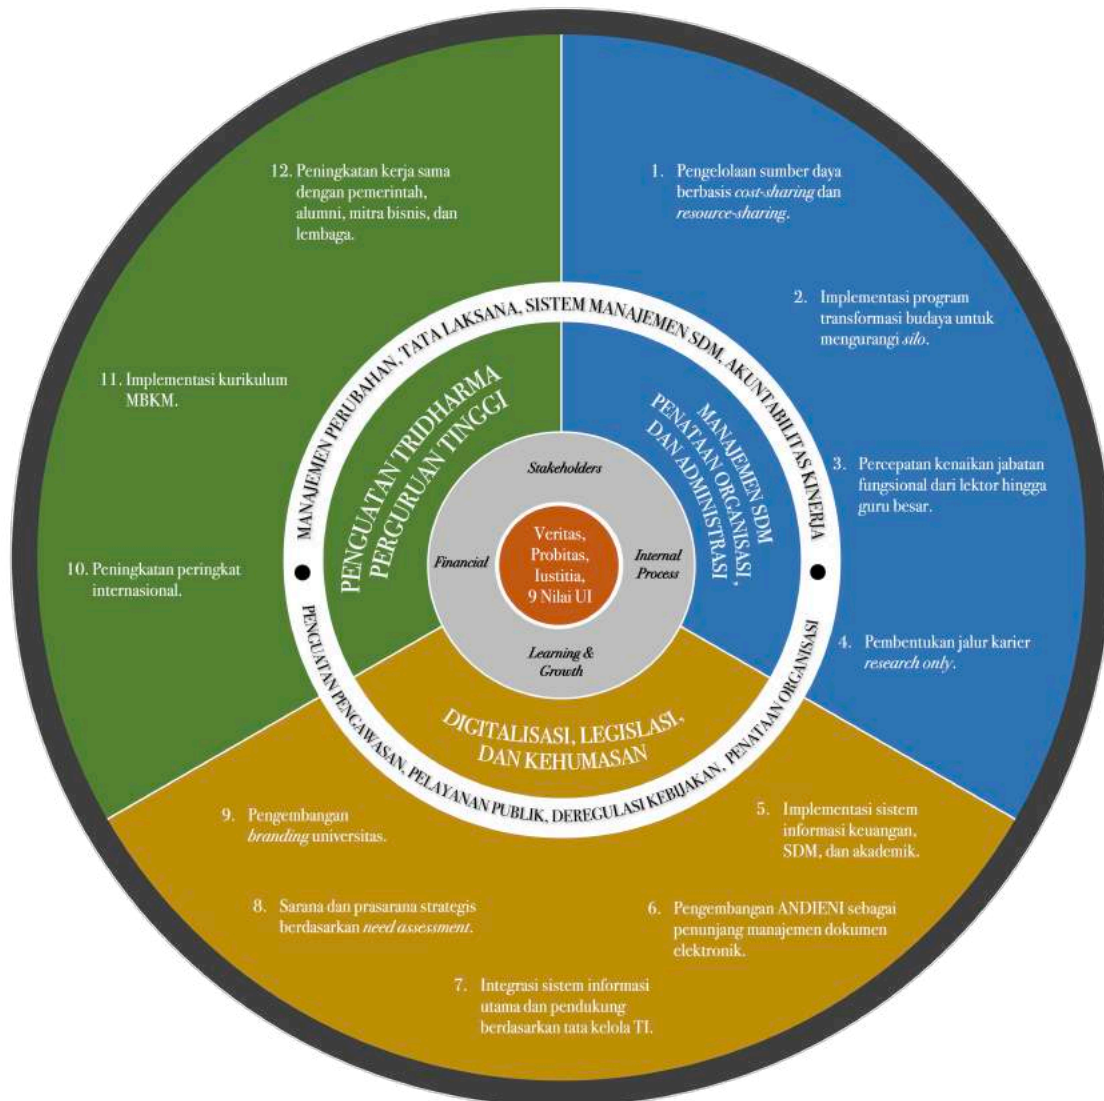 12. Peningkatan kerja sama
dengan pemerintah,
alumni, mitra bisnis, dan
lembaga.
1. Pengelolaan sumber daya
berbasis cost-sharing dan
resource-sharing.
2. Implementasi program
transformasi budaya untuk
mengurangi silo.
11. Implementasi kurikulum
MBKM.
3. Percepatan kenaikan jabatan
fungsional dari lektor hingga
guru besar.
10. Peningkatan peringkat
internasional.
4. Pembentukan jalur karier
research only.
MANAJEMEN PERUBAHAN, TATA LAKSANA, SISTEM MANAJEMEN SDM, AKUNTABILITAS KINERJA
PENGUATAN PENGAWASAN, PELAYANAN PUBLIK, DEREGULASI KEBIJAKAN, PENATAAN ORGANISASI
PENGUATAN TRIDHARMA
PERGURUAN TINGGI
MANAJEMEN SDM
PENATAAN ORGANISASI,
DAN ADMINISTRASI
Stakeholders
Financial
Veritas,
Probitas,
Iustitia,
9 Nilai UI
Internal
Process
Learning &
Growth
DIGITALISASI, LEGISLASI,
DAN KEHUMASAN
9. Pengembangan
branding universitas.
5. Implementasi sistem
informasi keuangan,
SDM, dan akademik.
8. Sarana dan prasarana strategis
berdasarkan need assessment.
6. Pengembangan ANDIENI sebagai
penunjang manajemen dokumen
elektronik.
7. Integrasi sistem informasi
utama dan pendukung
berdasarkan tata kelola TI.